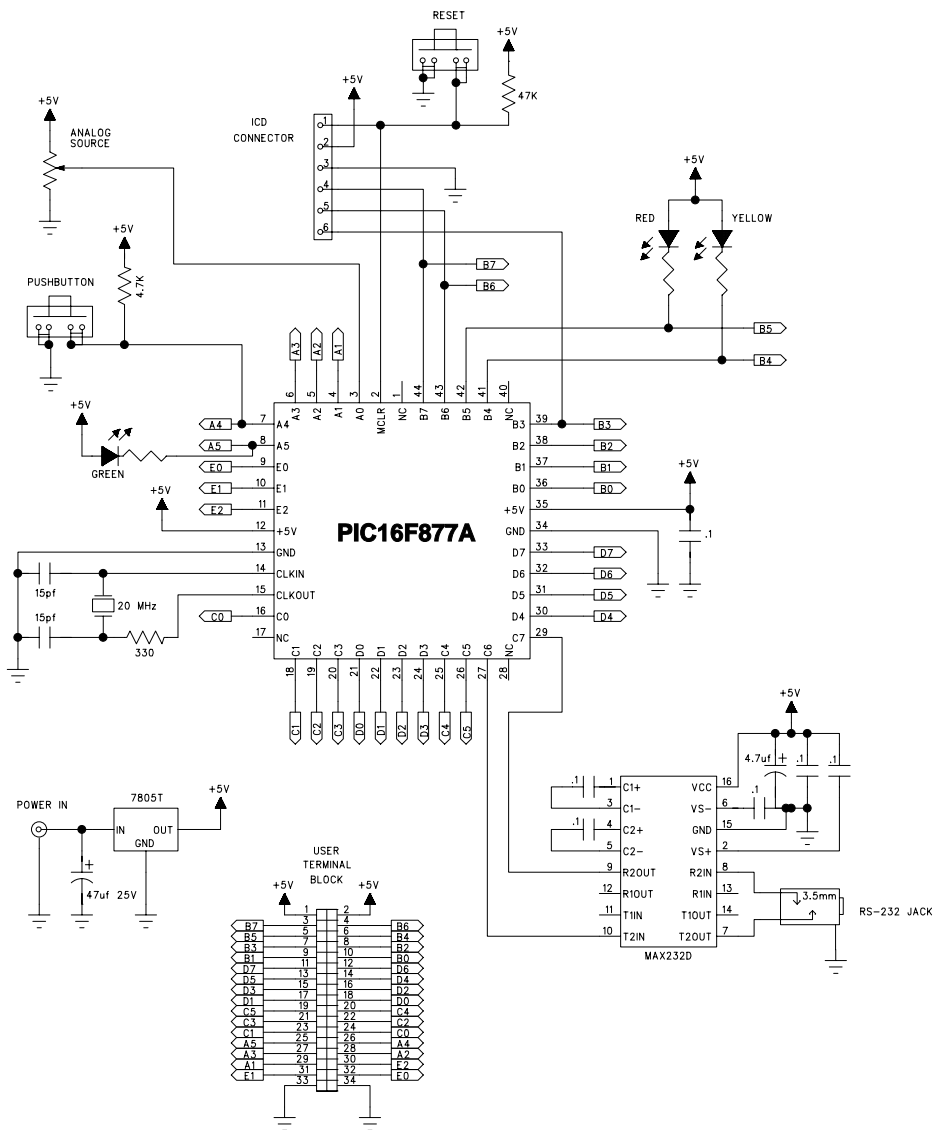 RESET
+5V
47K
+5V
ICD
CONNECTOR
1
2
3
4
5
6
+5V
ANALOG
SOURCE
+5V
4.7K
PUSHBUTTON
+5V
RED
YELLOW
B7
B6
B5
B4
A3
A2
A1
6
5
4
3
2
1
44
43
42
41
40
A3
A2
A1
A0
MCLR
NC
B7
B6
B5
B4
NC
A4 7 A4
A5 8 A5
E0 9 E0
E1 10 E1
E2 11 E2
12 +5V
13 GND
14 CLKIN
15 CLKOUT
C0 16 C0
17 NC
+5V
GREEN
+5V
15pf
15pf
20 MHz
330
PIC16F877A
B3 39 B3
B2 38 B2
B1 37 B1
B0 36 B0
+5V 35
GND 34
D7 33 D7
D6 32 D6
D5 31 D5
D4 30 D4
C7 29
+5V
.1
C1
C2
C3
D0
D1
D2
D3
C4
C5
C6
NC
18
19
20
21
22
23
24
25
26
27
28
C1
C2
C3
D0
D1
D2
D3
C4
C5
POWER IN
7805T
IN OUT
GND
+5V
+
47uf 25V
+5V
4.7uf
+
.1
.1
.1
.1
.1
1 C1+ VCC 16
3 C1- VS- 6
4 C2+ GND 15
5 C2- VS+ 2
9 R2OUT R2IN 8
12 R1OUT R1IN 13
11 T1IN T1OUT 14
10 T2IN T2OUT 7
MAX232D
3.5mm
RS-232 JACK
USER
TERMINAL
BLOCK
+5V +5V
1 2
B7 3 4 B6
B5 5 6 B4
B3 7 8 B2
B1 9 10 B0
D7 11 12 D6
D5 13 14 D4
D3 15 16 D2
D1 17 18 D0
C5 19 20 C4
C3 21 22 C2
C1 23 24 C0
A5 25 26 A4
A3 27 28 A2
A1 29 30 E2
E1 31 32 E0
33 34